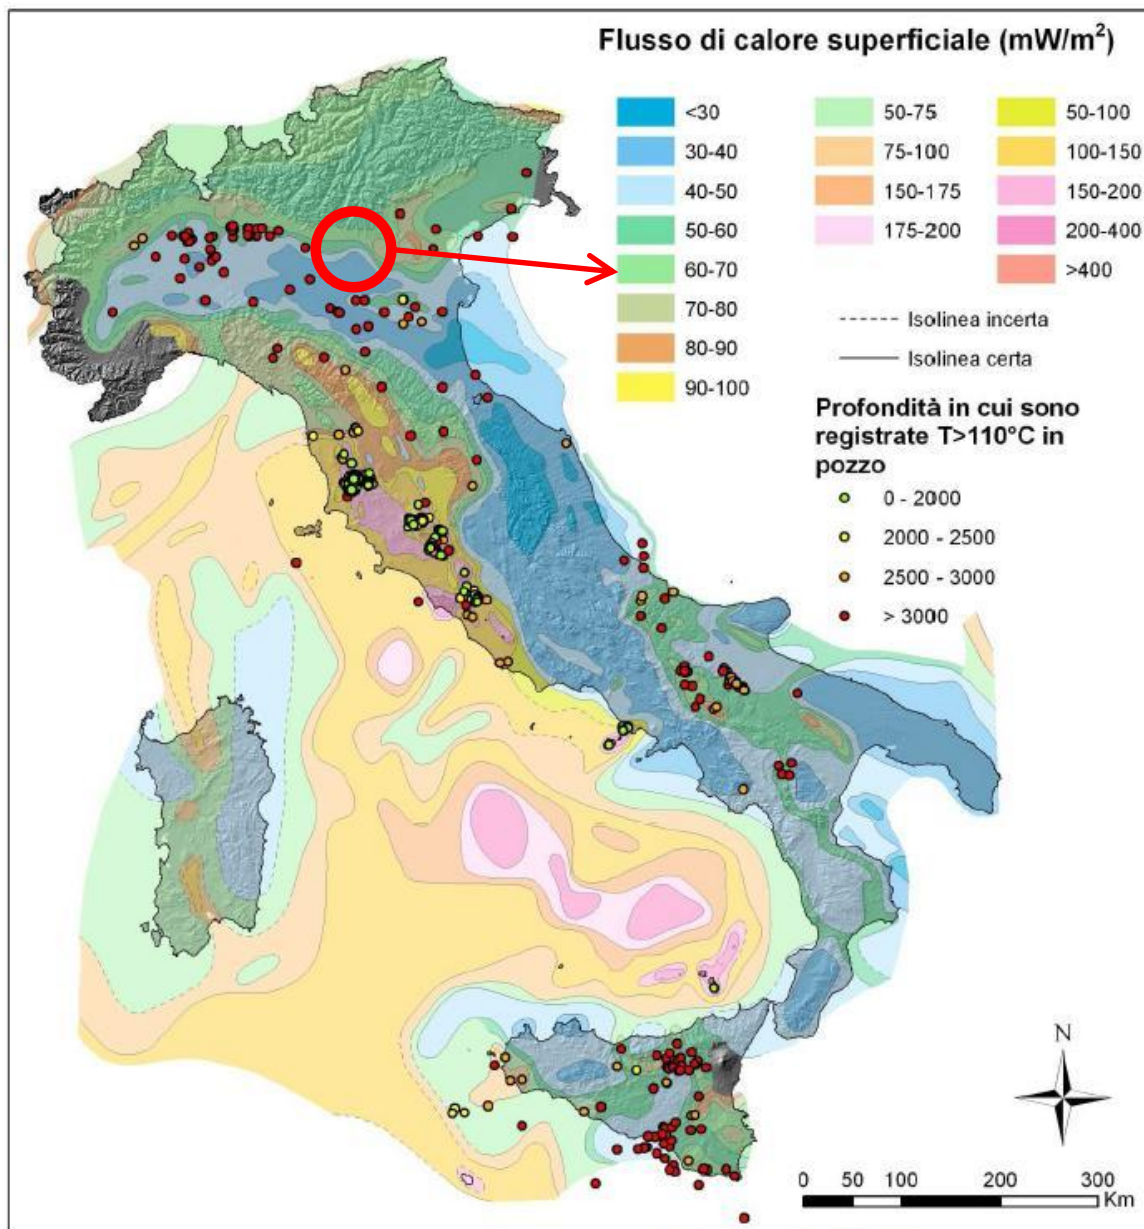 Flusso di calore superficiale (mW/m²)
<30
30-40
40-50
50-60
60-70
70-80
80-90
90-100
50-75
75-100
150-175
175-200
50-100
100-150
150-200
200-400
>400
Isolinea incerta
Isolinea certa
Profondità in cui sono
registrate T>110°C in
pozzo
0 - 2000
2000 - 2500
2500 - 3000
> 3000
N
0 50 100 200 300
Km